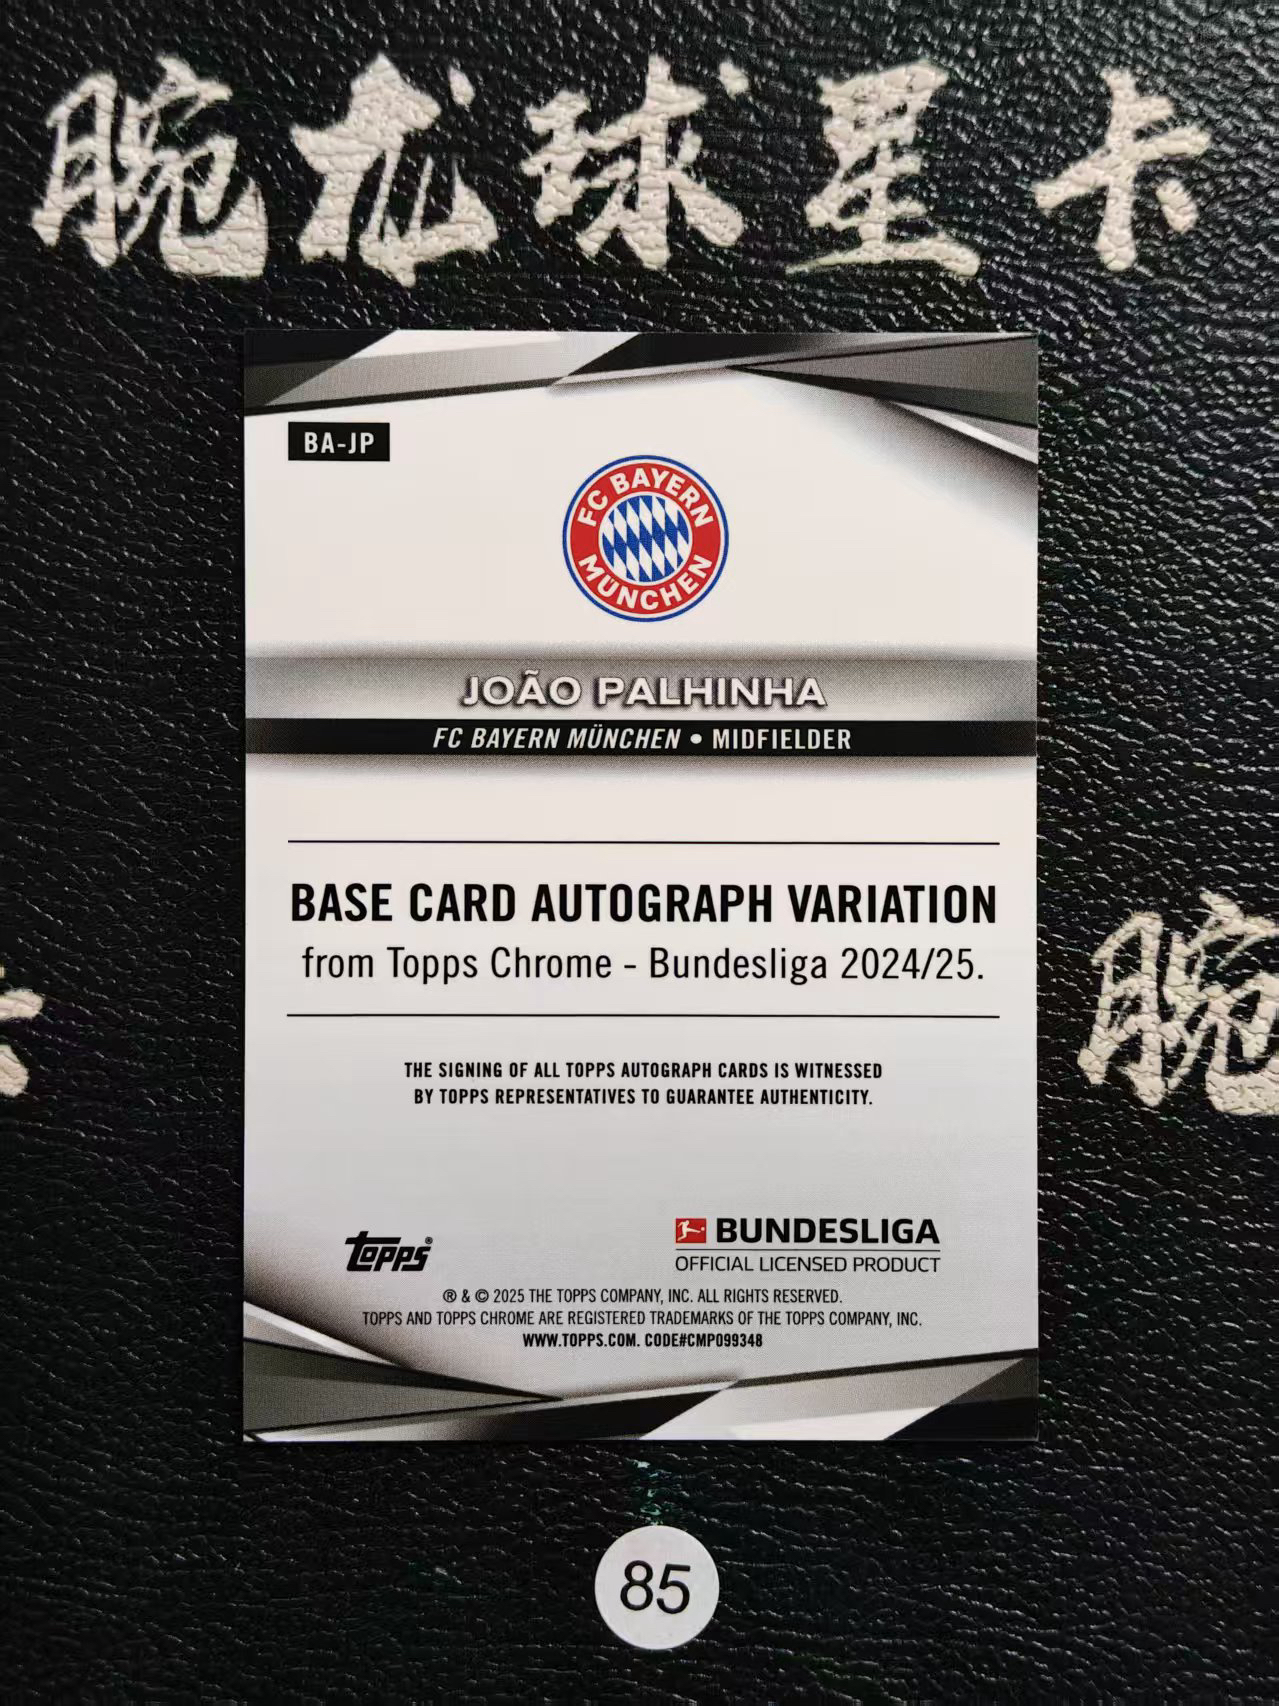 腕龙球星卡
BA-JP
FC BAYERN
MÜNCHEN
JOÃO PALHINHA
FC BAYERN MÜNCHEN • MIDFIELDER
BASE CARD AUTOGRAPH VARIATION
from Topps Chrome - Bundesliga 2024/25.
THE SIGNING OF ALL TOPPS AUTOGRAPH CARDS IS WITNESSED
BY TOPPS REPRESENTATIVES TO GUARANTEE AUTHENTICITY.
腕
topps®
BUNDESLIGA
OFFICIAL LICENSED PRODUCT
® & © 2025 THE TOPPS COMPANY, INC. ALL RIGHTS RESERVED.
TOPPS AND TOPPS CHROME ARE REGISTERED TRADEMARKS OF THE TOPPS COMPANY, INC.
WWW.TOPPS.COM. CODE#CMP099348
85